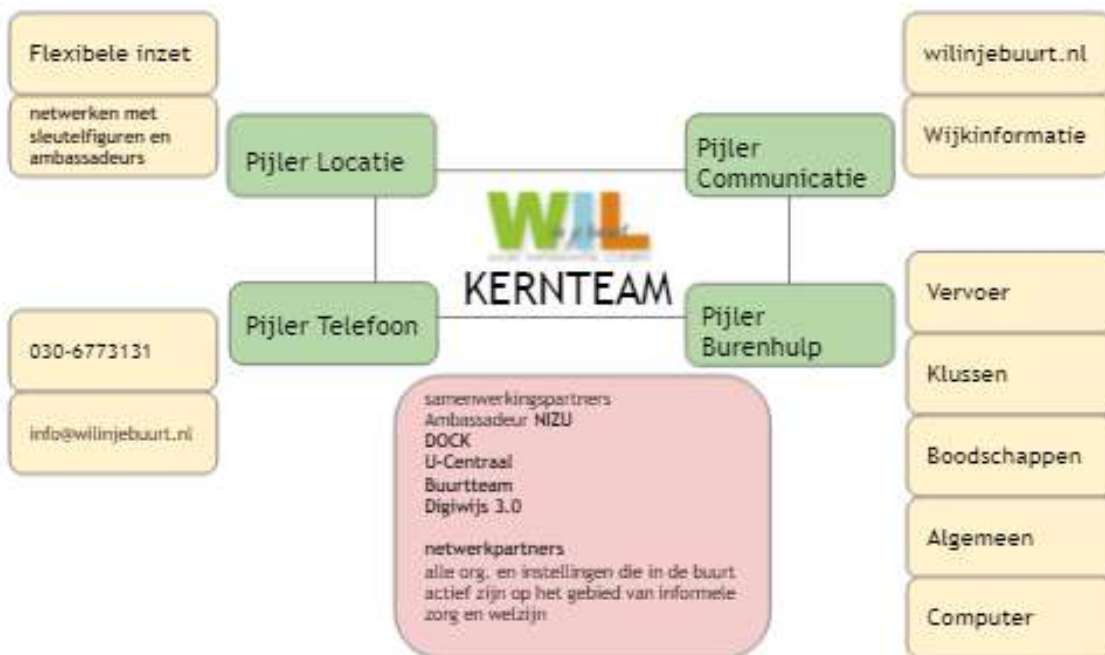 Flexibele inzet
netwerken met
sleutelfiguren en
ambassadeurs
Pijler Locatie
Pijler
Communicatie
wilinjebuurt.nl
Wijkinformatie
WIL
in je buurt
KERNTEAM
Pijler Telefoon
030-6773131
info@wilinjebuurt.nl
Pijler
Burenhulp
Vervoer
Klussen
Boodschappen
Algemeen
Computer
samenwerkingspartners
Ambassadeur NIZU
DOCK
U-Centraal
Buurtteam
Digiwijs 3.0
netwerkpartners
alle org. en instellingen die in de buurt
actief zijn op het gebied van informele
zorg en welzijn